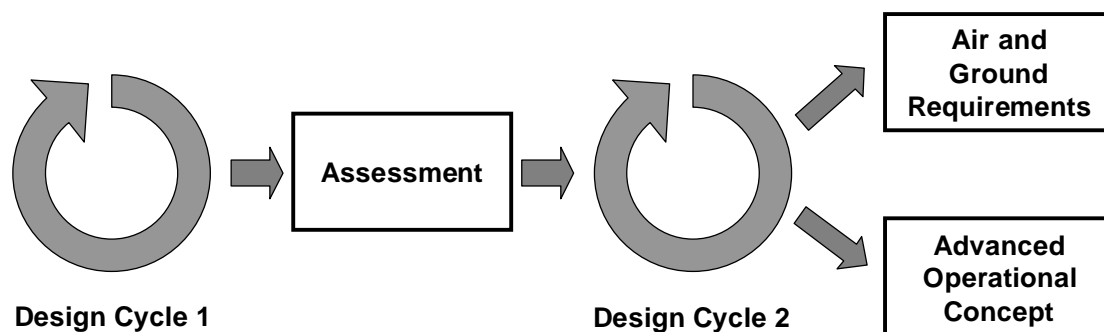 Design Cycle 1
Assessment
Design Cycle 2
Air and
Ground
Requirements
Advanced
Operational
Concept